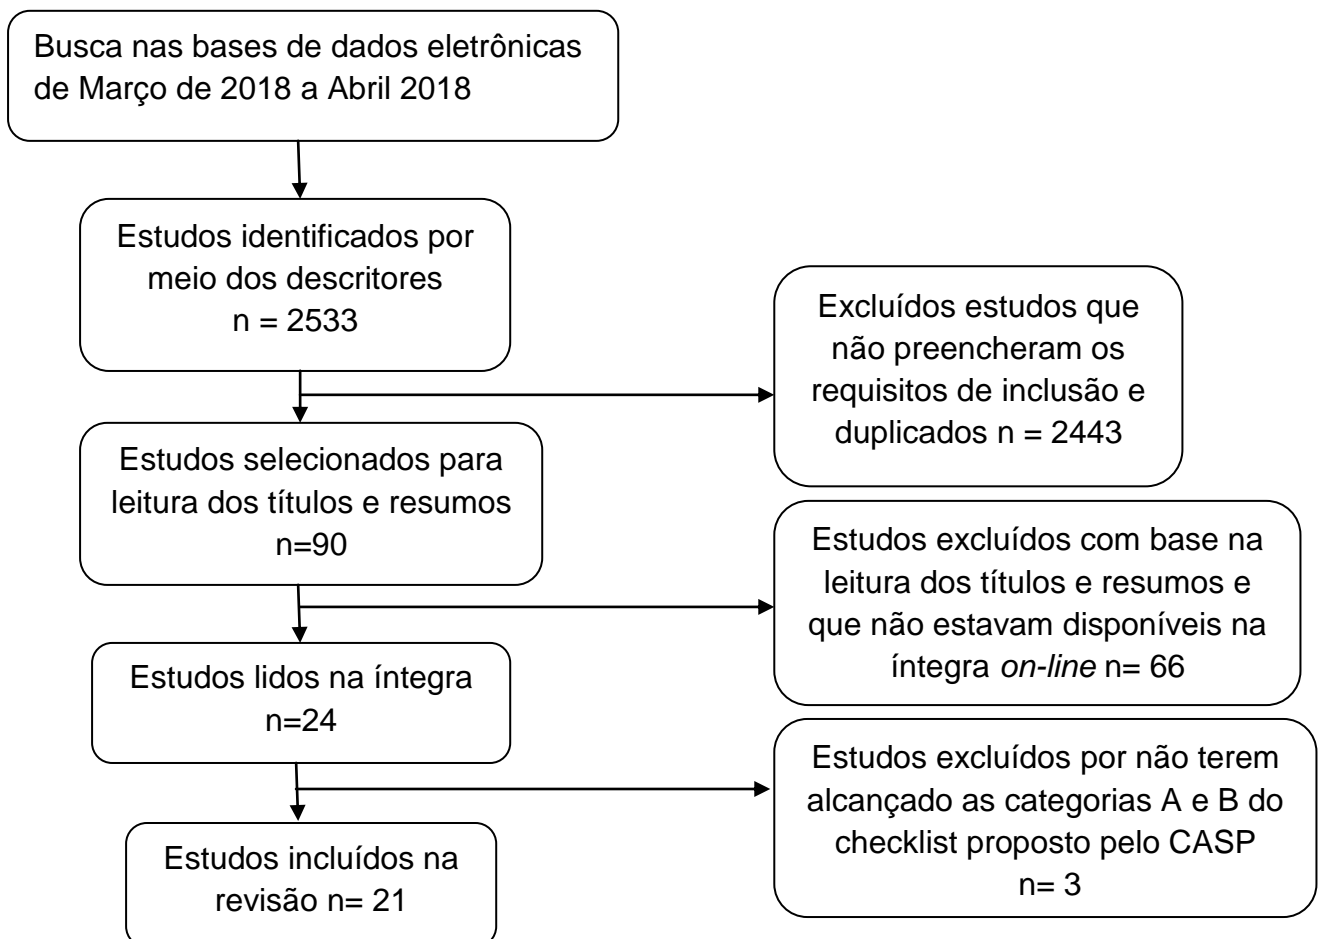 Busca nas bases de dados eletrônicas
de Março de 2018 a Abril 2018
Estudos identificados por
meio dos descritores
n = 2533
Excluídos estudos que
não preencheram os
requisitos de inclusão e
duplicados n = 2443
Estudos selecionados para
leitura dos títulos e resumos
n=90
Estudos excluídos com base na
leitura dos títulos e resumos e
que não estavam disponíveis na
íntegra on-line n= 66
Estudos lidos na íntegra
n=24
Estudos excluídos por não terem
alcançado as categorias A e B do
checklist proposto pelo CASP
n= 3
Estudos incluídos na
revisão n= 21